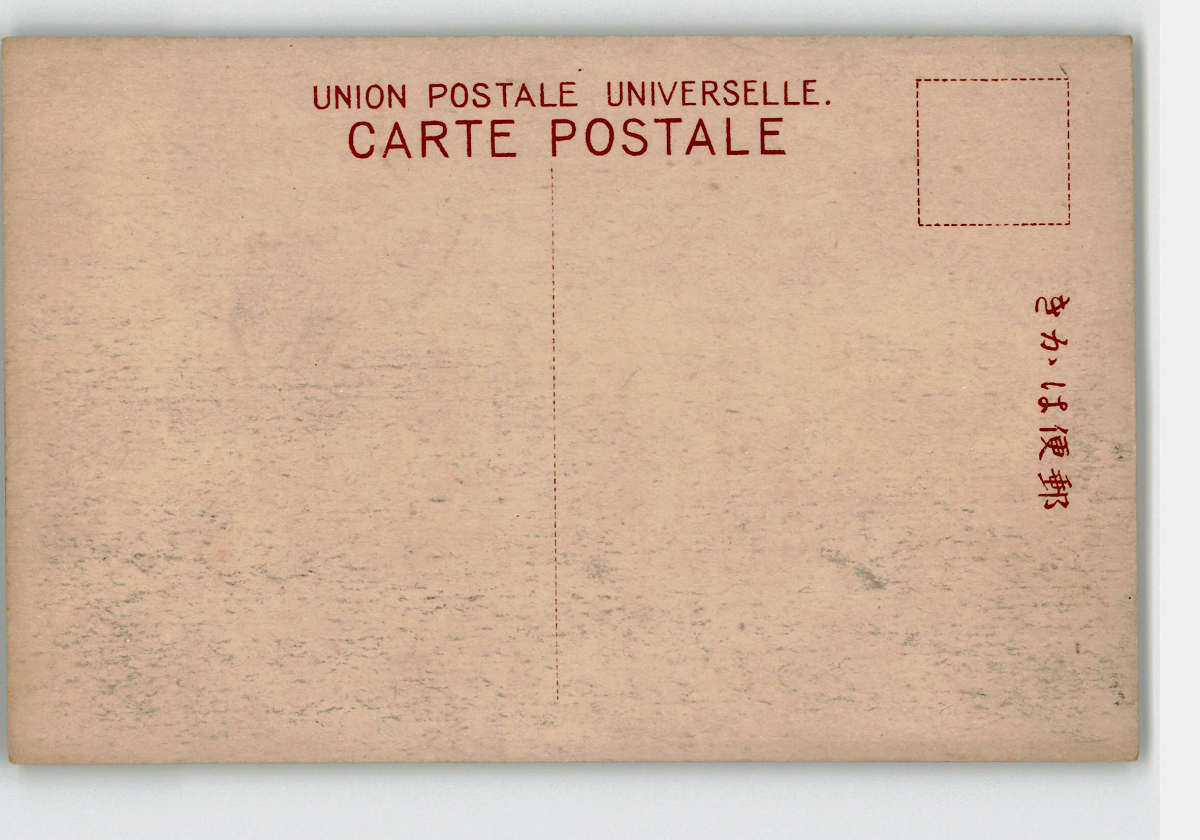 UNION POSTALE UNIVERSELLE.
CARTE POSTALE
郵便はかき